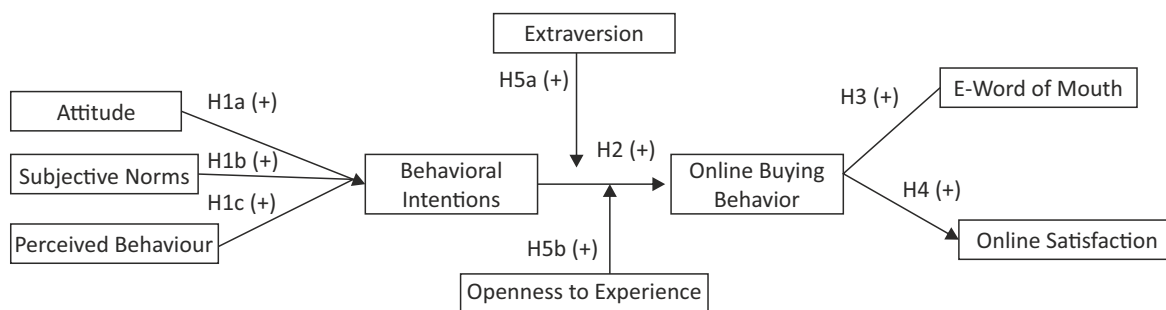 Extraversion
H5a (+)
H3 (+)
E-Word of Mouth
H1a (+)
Attitude
H2 (+)
H1b (+)
Subjective Norms
Behavioral
Intentions
Online Buying
Behavior
H1c (+)
H4 (+)
Perceived Behaviour
Online Satisfaction
H5b (+)
Openness to Experience